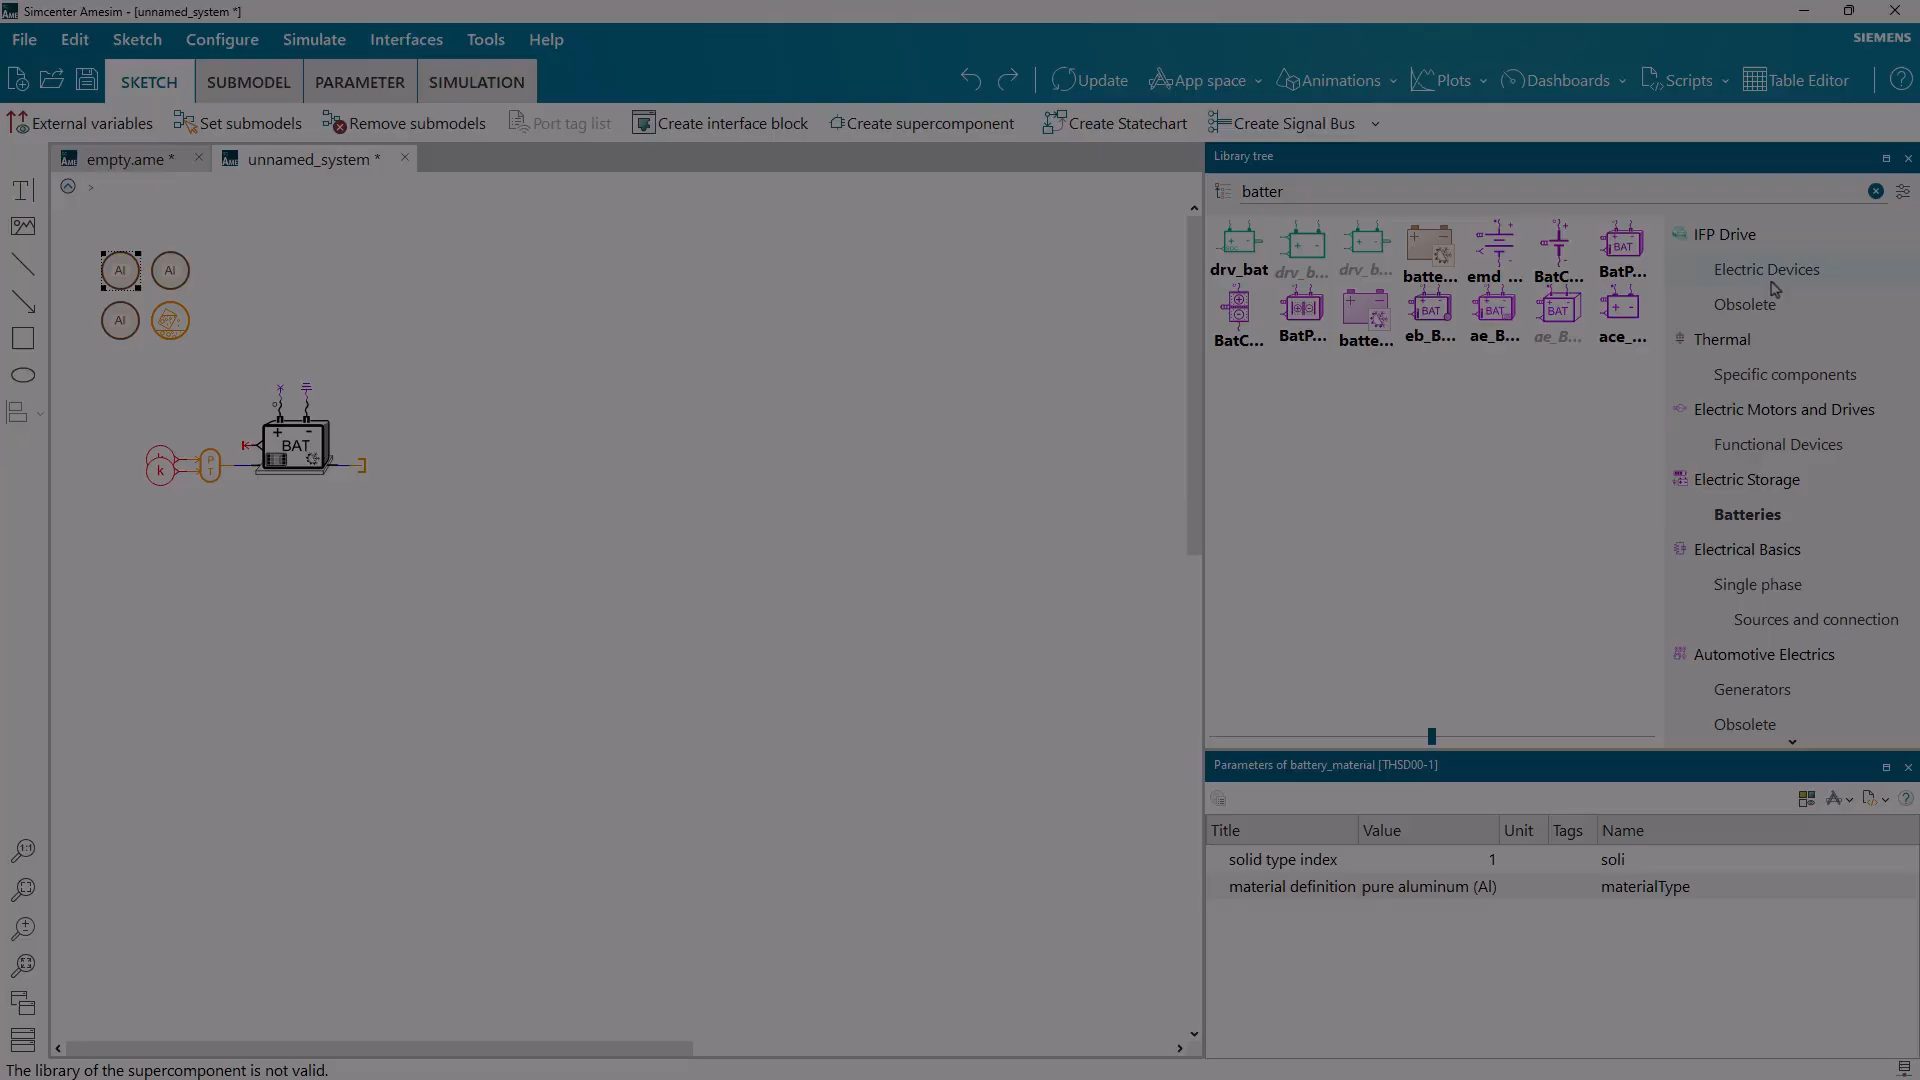 Simcenter Amesim - [unnamed_system *]
File Edit Sketch Configure Simulate Interfaces Tools Help
SIEMENS
SKETCH SUBMODEL PARAMETER SIMULATION
Update App space Animations Plots Dashboards Scripts Table Editor
External variables Set submodels Remove submodels Port tag list Create interface block Create supercomponent Create Statechart Create Signal Bus
empty.ame * unnamed_system *
>
Al Al
Al
BAT
k
P
T
Library tree
batter
drv_bat drv_b... drv_b... batte... emd_... BatC... BatP...
BatC... BatP... batte... eb_B... ae_B... ae_B... ace_...
IFP Drive
Electric Devices
Obsolete
Thermal
Specific components
Electric Motors and Drives
Functional Devices
Electric Storage
Batteries
Electrical Basics
Single phase
Sources and connection
Automotive Electrics
Generators
Obsolete
Parameters of battery_material [THSD00-1]
Title Value Unit Tags Name
solid type index 1 soli
material definition pure aluminum (Al) materialType
The library of the supercomponent is not valid.